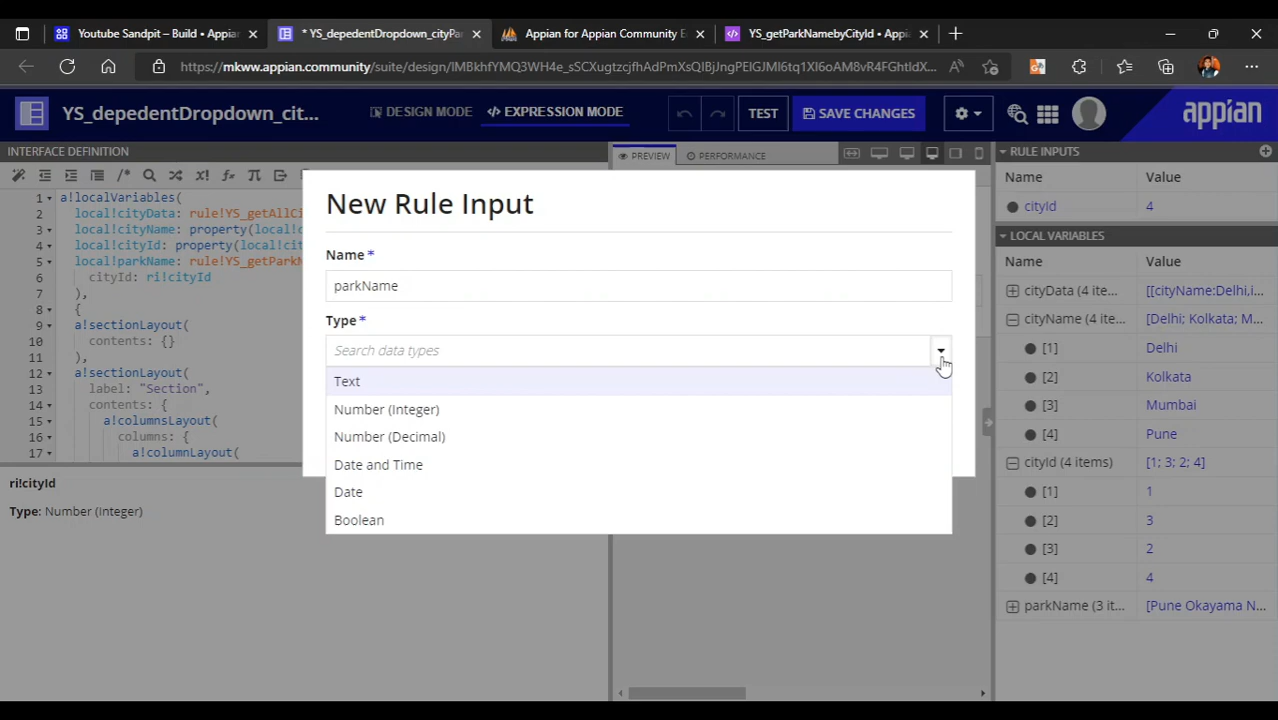 Youtube Sandpit – Build • Appian
* YS_depedentDropdown_cityPar
Appian for Appian Community E
YS_getParkNamebyCityId • Appia
https://mkww.appian.community/suite/design/
YS_depedentDropdown_cit...
DESIGN MODE
</> EXPRESSION MODE
TEST
SAVE CHANGES
appian
INTERFACE DEFINITION
PREVIEW
PERFORMANCE
RULE INPUTS
1 a!localVariables(
2 local!cityData: rule!YS_getAllCi
3 local!cityName: property(local!c
4 local!cityId: property(local!cit
5 local!parkName: rule!YS_getParkN
6 cityId: ri!cityId
7 ),
8 {
9 a!sectionLayout(
10 contents: {}
11 ),
12 a!sectionLayout(
13 label: "Section",
14 contents: {
15 a!columnsLayout(
16 columns: {
17 a!columnLayout(
ri!cityId
Type: Number (Integer)
New Rule Input
Name*
parkName
Type*
Search data types
Text
Number (Integer)
Number (Decimal)
Date and Time
Date
Boolean
Name Value
cityId 4
LOCAL VARIABLES
Name Value
cityData (4 ite... [[cityName:Delhi,i...
cityName (4 ite... [Delhi; Kolkata; M...
[1] Delhi
[2] Kolkata
[3] Mumbai
[4] Pune
cityId (4 items) [1; 3; 2; 4]
[1] 1
[2] 3
[3] 2
[4] 4
parkName (3 it... [Pune Okayama N...